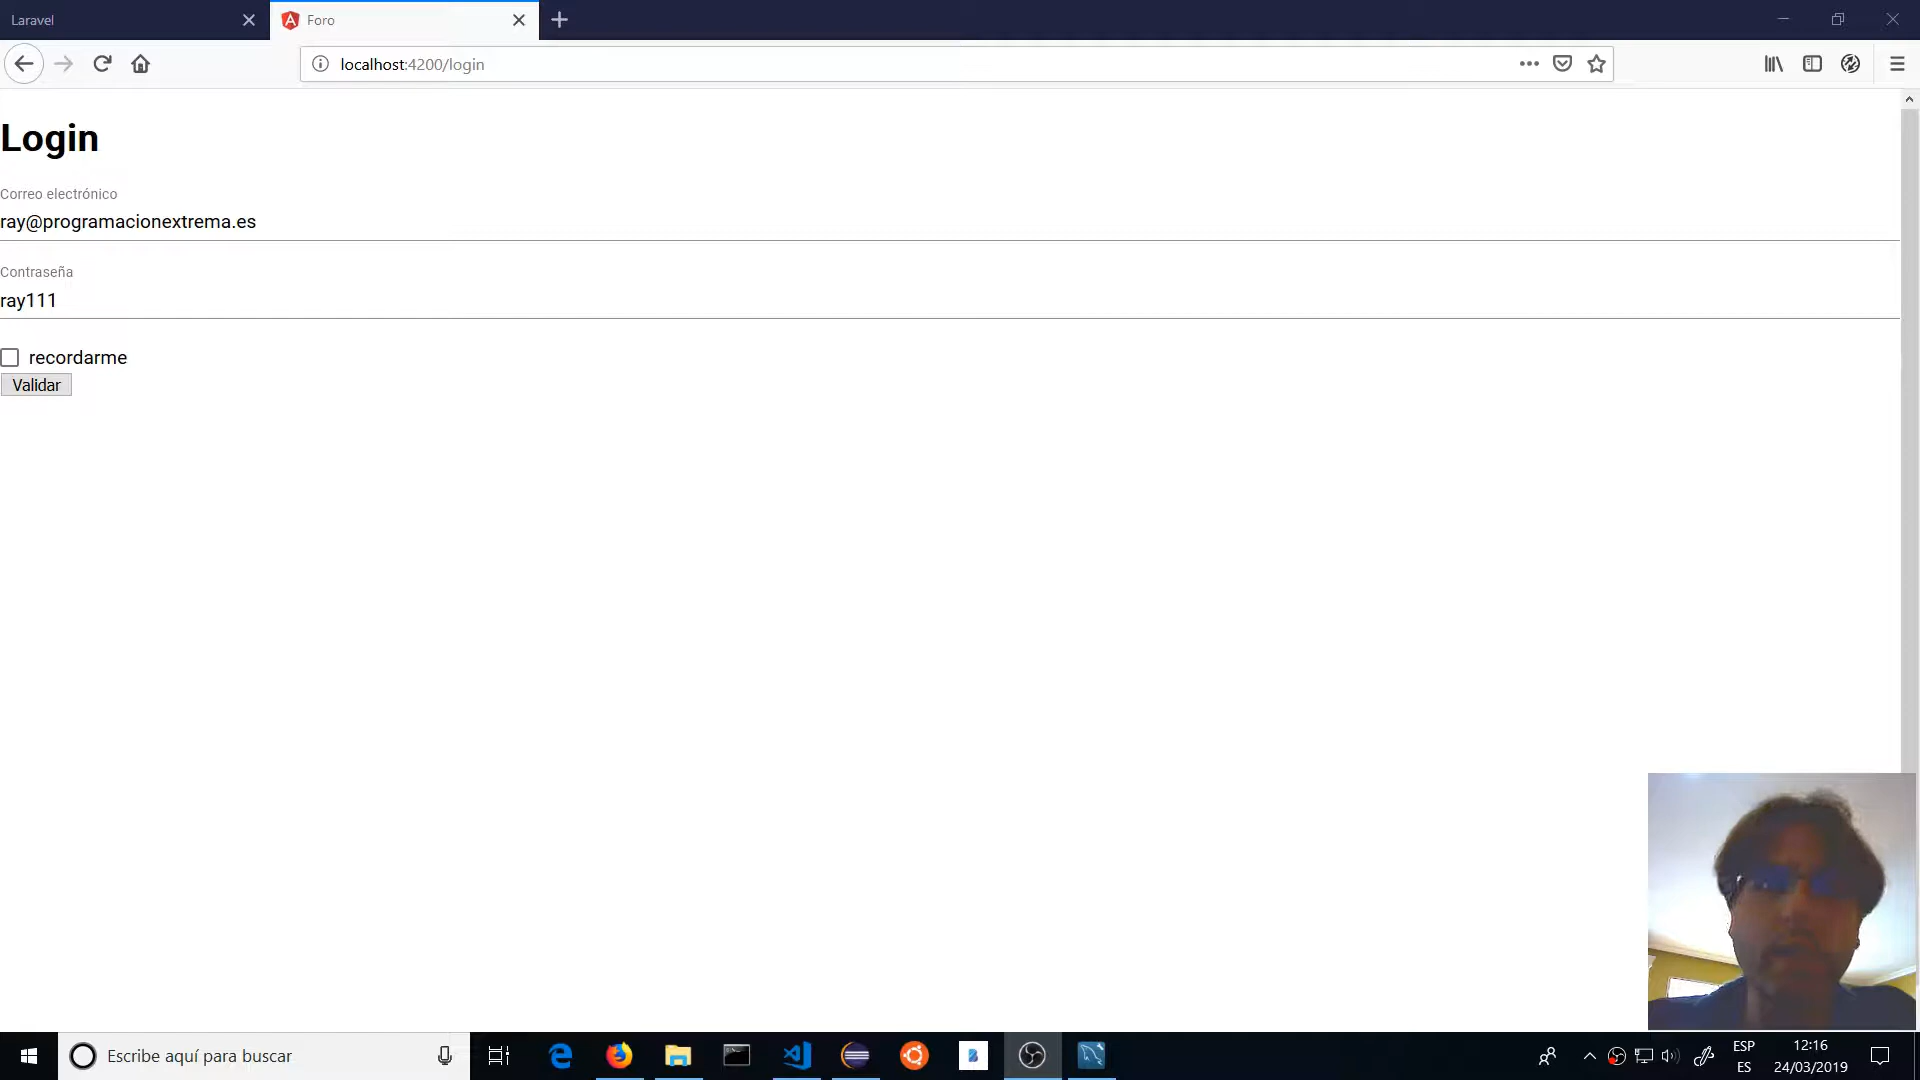 Laravel
Foro
localhost:4200/login
Login
Correo electrónico
ray@programacionextrema.es
Contraseña
ray111
recordarme
Validar
Escribe aquí para buscar
B
ESP
ES
12:16
24/03/2019